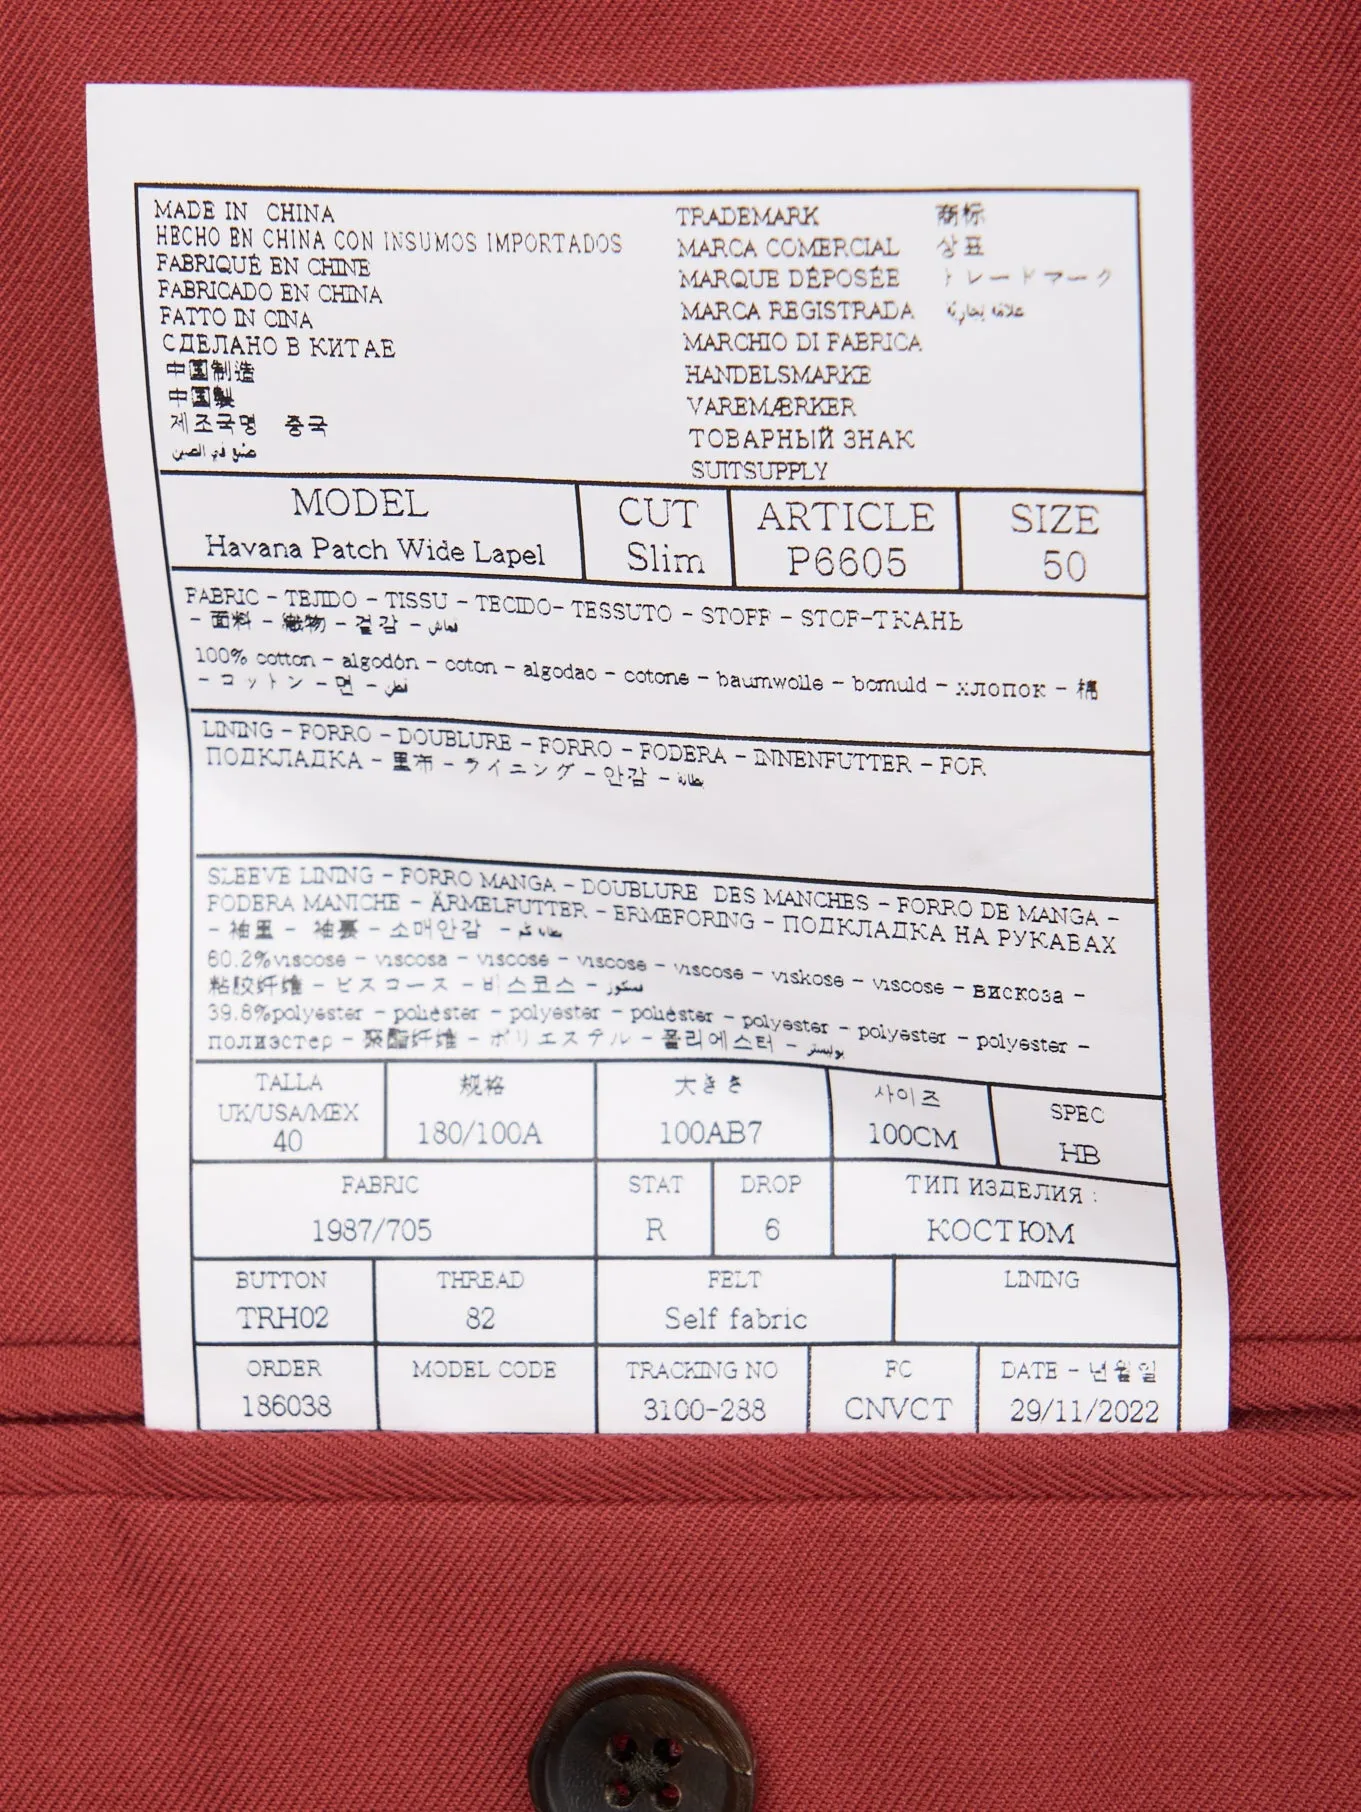 MADE IN CHINA
HECHO EN CHINA CON INSUMOS IMPORTADOS
FABRIQUÉ EN CHINE
FABRICADO EN CHINA
FATTO IN CINA
СДЕЛАНО В КИТАЕ
中国制造
中国製
제조국명 중국
صنع في الصين
TRADEMARK 商标
MARCA COMERCIAL 상표
MARQUE DÉPOSÉE トレードマーク
MARCA REGISTRADA علامة تجارية
MARCHIO DI FABRICA
HANDELSMARKE
VAREMÆRKER
ТОВАРНЫЙ ЗНАК
SUITSUPPLY
MODEL
Havana Patch Wide Lapel
CUT
Slim
ARTICLE
P6605
SIZE
50
FABRIC - TEJIDO - TISSU - TECIDO- TESSUTO - STOFF - STOF-ТКАНЬ
- 面料 - 織物 - 겉감 - قماش
100% cotton - algodón - coton - algodao - cotone - baumwolle - bomuld - хлопок - 棉
- コットン - 면 - قطن
LINING - FORRO - DOUBLURE - FORRO - FODERA - INNENFUTTER - FOR
ПОДКЛАДКА - 里布 - ライニング - 안감 - بطانة
SLEEVE LINING - FORRO MANGA - DOUBLURE DES MANCHES - FORRO DE MANGA -
FODERA MANICHE - ÄRMELFUTTER - ERMEFORING - ПОДКЛАДКА НА РУКАВАХ
- 袖里 - 袖裏 - 소매안감 - بطانة كم
60.2%viscose - viscosa - viscose - viscose - viscose - viskose - viscose - вискоза -
粘胶纤维 - ビスコース - 비스코스 - فسكوز
39.8%polyester - poliéster - polyester - poliéster - polyester - polyester - polyester -
полиэстер - 聚酯纤维 - ポリエステル - 폴리에스터 - بوليستر
TALLA
UK/USA/MEX
40
规格
180/100A
大きさ
100AB7
사이즈
100CM
SPEC
HB
FABRIC
1987/705
STAT
R
DROP
6
ТИП ИЗДЕЛИЯ :
КОСТЮМ
BUTTON
TRH02
THREAD
82
FELT
Self fabric
LINING
ORDER
186038
MODEL CODE
TRACKING NO
3100-288
FC
CNVCT
DATE - 년월일
29/11/2022